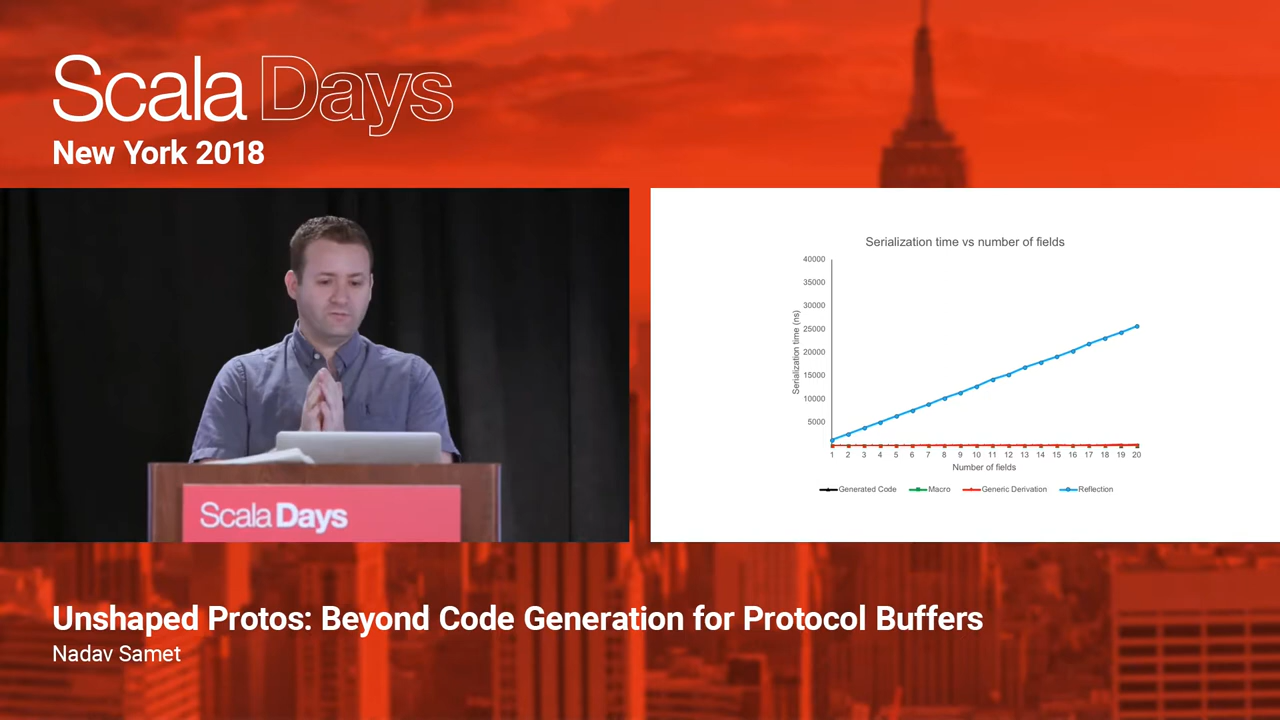 Scala Days
New York 2018
Serialization time vs number of fields
40000
35000
30000
25000
20000
15000
10000
5000
Serialization time (ns)
1 2 3 4 5 6 7 8 9 10 11 12 13 14 15 16 17 18 19 20
Number of fields
Generated Code Macro Generic Derivation Reflection
Scala Days
Unshaped Protos: Beyond Code Generation for Protocol Buffers
Nadav Samet